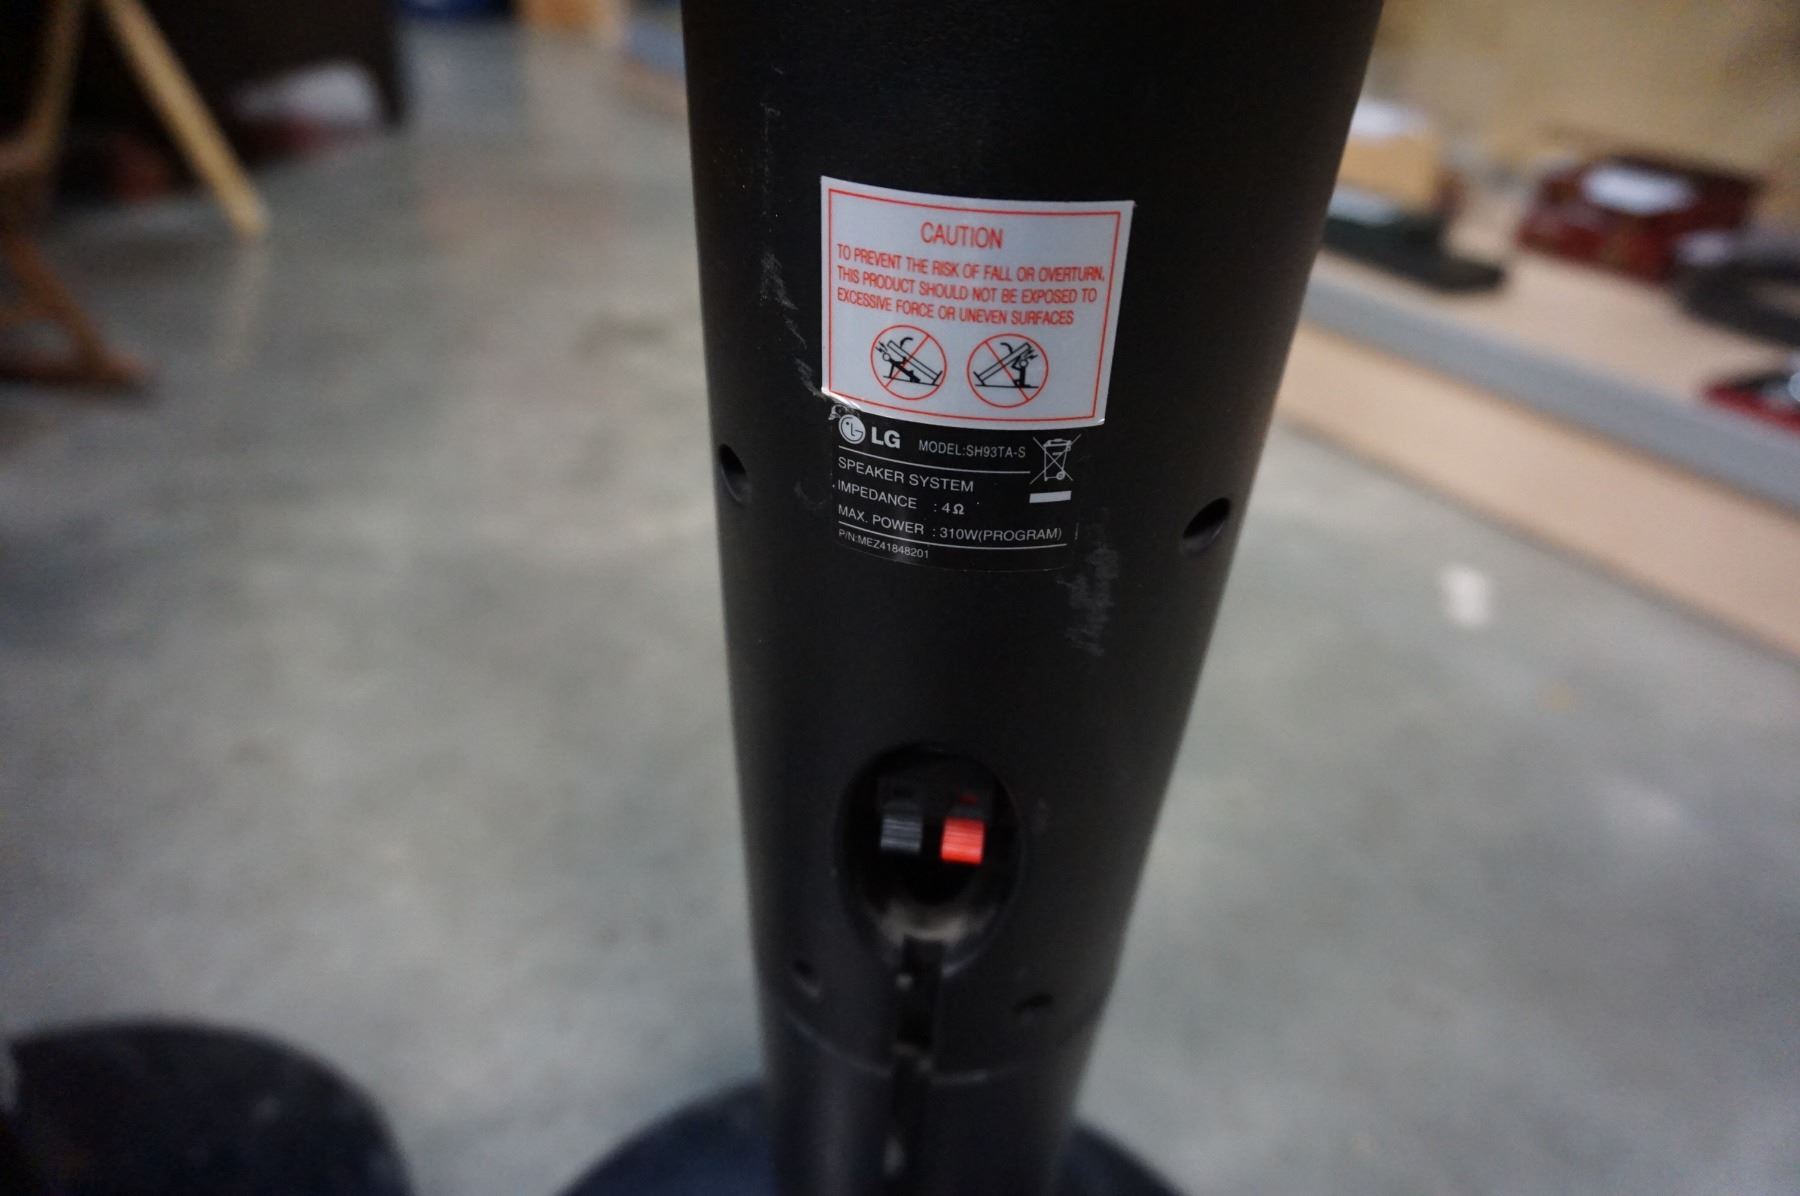 CAUTION
TO PREVENT THE RISK OF FALL OR OVERTURN,
THIS PRODUCT SHOULD NOT BE EXPOSED TO
EXCESSIVE FORCE OR UNEVEN SURFACES
LG MODEL:SH93TA-S
SPEAKER SYSTEM
IMPEDANCE : 4Ω
MAX. POWER : 310W(PROGRAM)
P/N:MEZ41848201